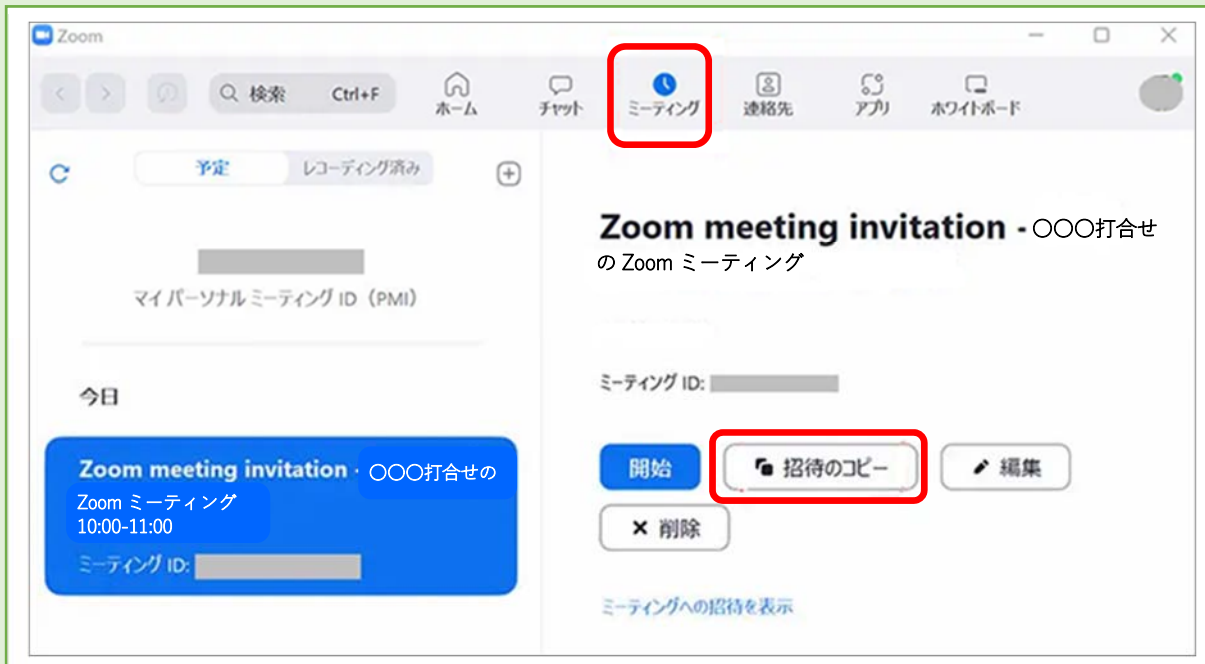 Zoom
検索 Ctrl+F
ホーム
チャット
ミーティング
連絡先
アプリ
ホワイトボード
予定
レコーディング済み
マイ パーソナル ミーティング ID（PMI）
今日
Zoom meeting invitation - 〇〇〇打合せの
Zoom ミーティング
10:00-11:00
ミーティング ID:
Zoom meeting invitation - 〇〇〇打合せ
の Zoom ミーティング
ミーティング ID:
開始
招待のコピー
編集
削除
ミーティングへの招待を表示